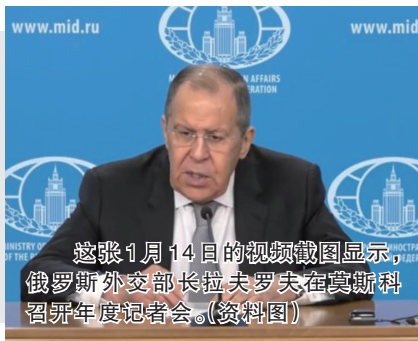 www.mid.ru
www.mid
AFFAIRS
RATION
这张1月14日的视频截图显示，
俄罗斯外交部长拉夫罗夫在莫斯科
召开年度记者会。(资料图)